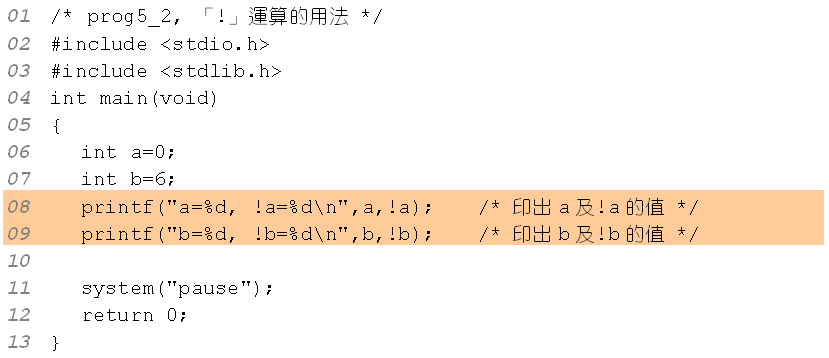 01 /* prog5_2, 「!」運算的用法 */
02 #include <stdio.h>
03 #include <stdlib.h>
04 int main(void)
05 {
06 int a=0;
07 int b=6;
08 printf("a=%d, !a=%d\n",a,!a); /* 印出 a 及!a 的值 */
09 printf("b=%d, !b=%d\n",b,!b); /* 印出 b 及!b 的值 */
10
11 system("pause");
12 return 0;
13 }